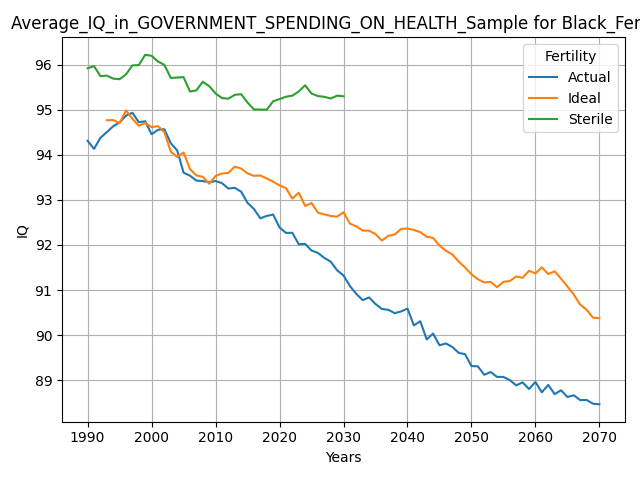 Average_IQ_in_GOVERNMENT_SPENDING_ON_HEALTH_Sample for Black_Fer
Fertility
Actual
Ideal
Sterile
IQ
96
95
94
93
92
91
90
89
1990 2000 2010 2020 2030 2040 2050 2060 2070
Years